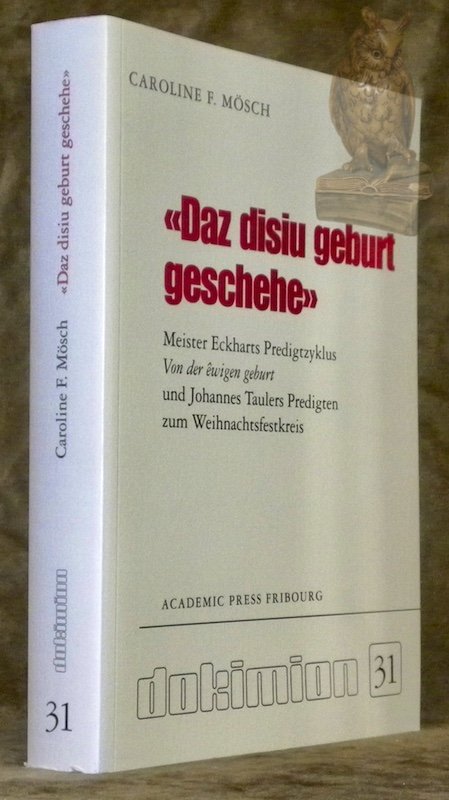 Caroline F. Mösch «Daz disiu geburt geschehe»
dokimion
31
CAROLINE F. MÖSCH
«Daz disiu geburt
geschehe»
Meister Eckharts Predigtzyklus
Von der êwigen geburt
und Johannes Taulers Predigten
zum Weihnachtsfestkreis
ACADEMIC PRESS FRIBOURG
dokimion 31